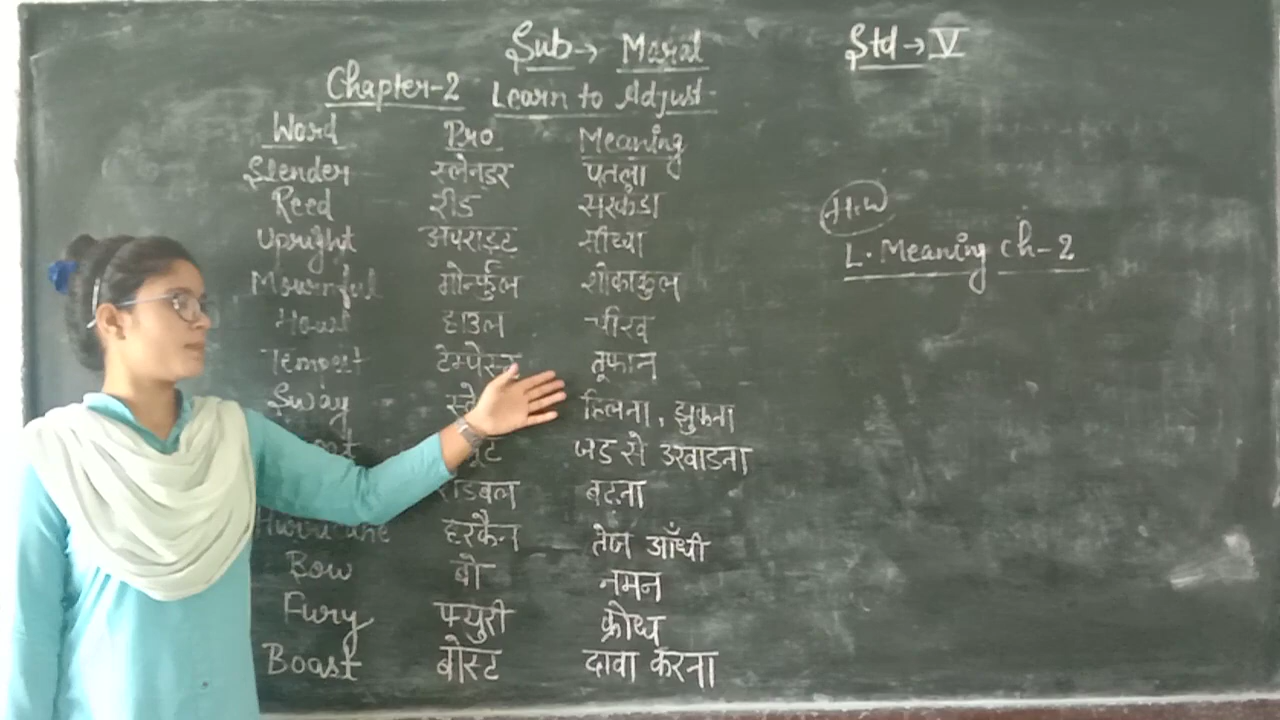 Sub → Moral Std → V
Chapter-2 Learn to Adjust.
Word Pro Meaning
Slender स्लेनडर पतला
Reed रीड सरकंडा
Upright अपराइट सीध्धा
Mournful मोर्न्फुल शोकाकुल
Howl हाउल चीख
Tempest टेम्पेस्ट तूफान
Sway हिलना, झुकना
जड से उखाडना
बटना
Hurricane हरकैन तेज आँधी
Bow बो नमन
Fury फ्युरी क्रोध
Boast बोस्ट दावा करना
H.W
L. Meaning ch-2